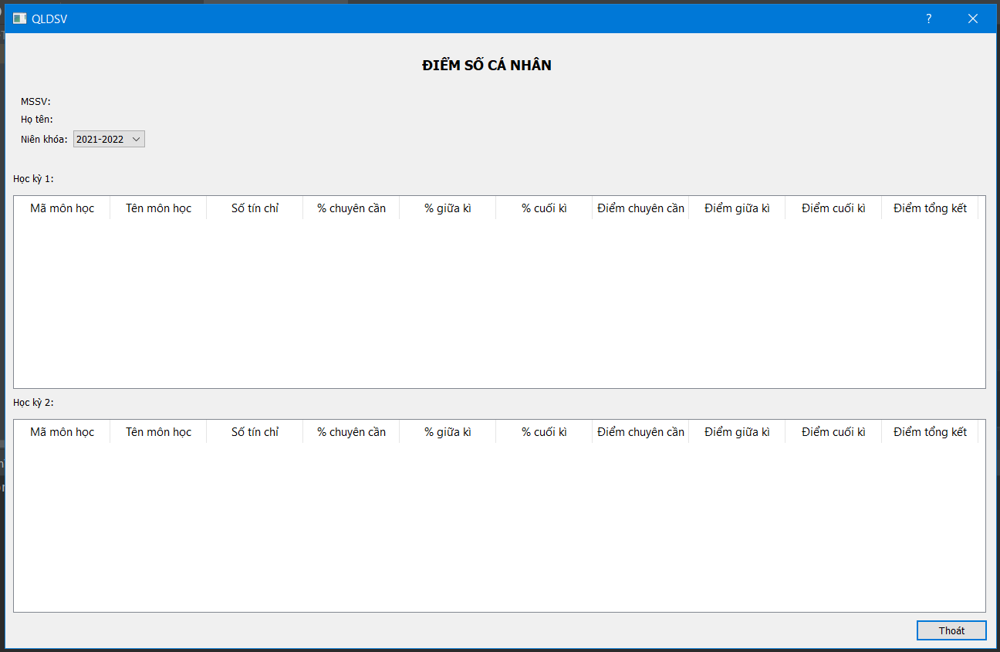 QLDSV
ĐIỂM SỐ CÁ NHÂN
MSSV:
Họ tên:
Niên khóa: 2021-2022
Học kỳ 1:
Mã môn học Tên môn học Số tín chỉ % chuyên cần % giữa kì % cuối kì Điểm chuyên cần Điểm giữa kì Điểm cuối kì Điểm tổng kết
Học kỳ 2:
Mã môn học Tên môn học Số tín chỉ % chuyên cần % giữa kì % cuối kì Điểm chuyên cần Điểm giữa kì Điểm cuối kì Điểm tổng kết
Thoát